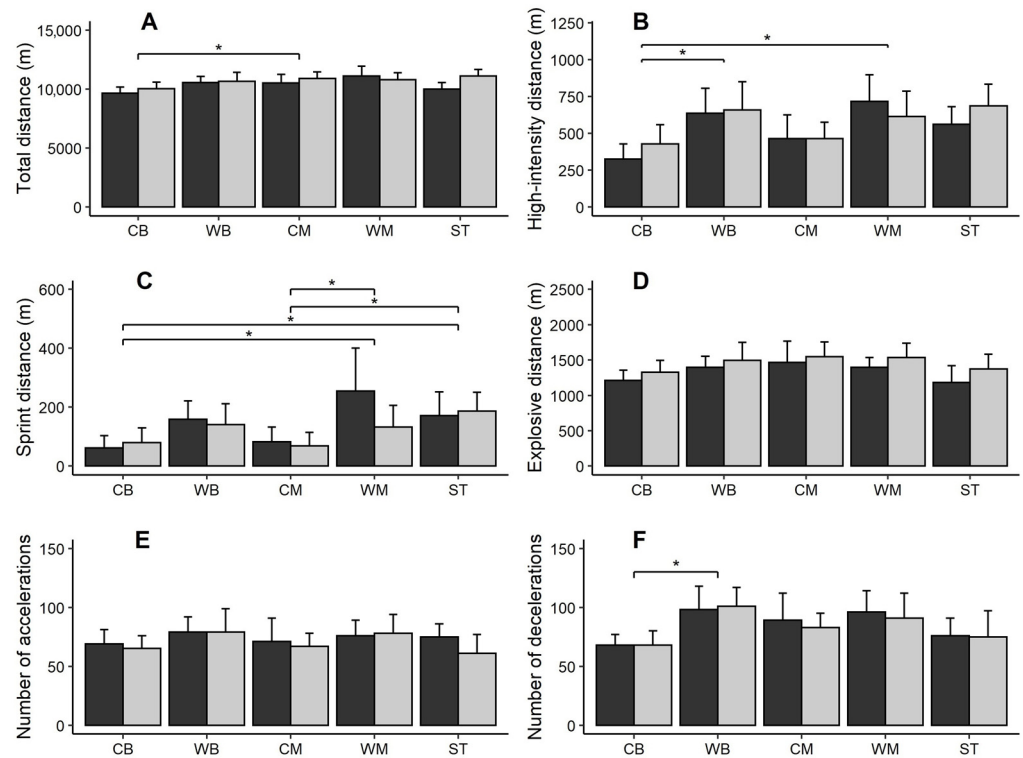 A
Total distance (m)
15,000
10,000
5000
0
*
CB WB CM WM ST
B
High-intensity distance (m)
1250
1000
750
500
250
0
*
*
CB WB CM WM ST
C
Sprint distance (m)
600
400
200
0
*
*
*
*
CB WB CM WM ST
D
Explosive distance (m)
2500
2000
1500
1000
500
0
CB WB CM WM ST
E
Number of accelerations
150
100
50
0
CB WB CM WM ST
F
Number of decelerations
150
100
50
0
*
CB WB CM WM ST